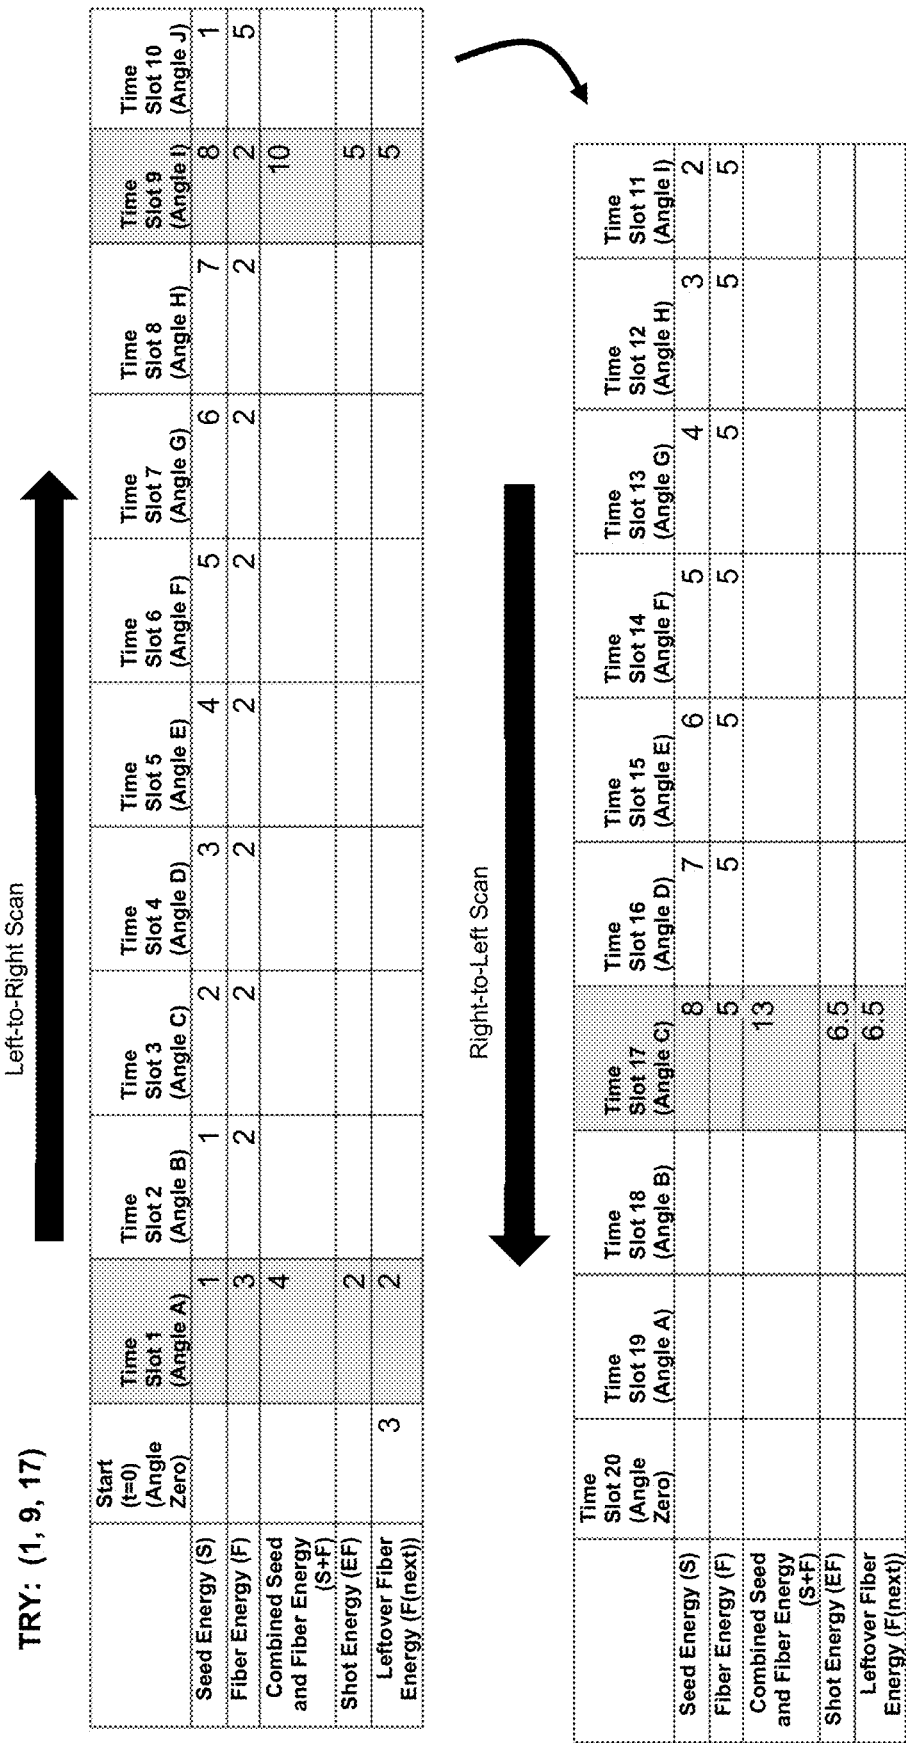 TRY: (1, 9, 17)
Left-to-Right Scan
Start
(t=0)
(Angle
Zero)
Time
Slot 1
(Angle A)
Time
Slot 2
(Angle B)
Time
Slot 3
(Angle C)
Time
Slot 4
(Angle D)
Time
Slot 5
(Angle E)
Time
Slot 6
(Angle F)
Time
Slot 7
(Angle G)
Time
Slot 8
(Angle H)
Time
Slot 9
(Angle I)
Time
Slot 10
(Angle J)
Seed Energy (S) 1 1 2 3 4 5 6 7 8 1
Fiber Energy (F) 3 2 2 2 2 2 2 2 2 5
Combined Seed
and Fiber Energy
(S+F) 4 10
Shot Energy (EF) 2 5
Leftover Fiber
Energy (F(next)) 3 2 5
Right-to-Left Scan
Time
Slot 20
(Angle
Zero)
Time
Slot 19
(Angle A)
Time
Slot 18
(Angle B)
Time
Slot 17
(Angle C)
Time
Slot 16
(Angle D)
Time
Slot 15
(Angle E)
Time
Slot 14
(Angle F)
Time
Slot 13
(Angle G)
Time
Slot 12
(Angle H)
Time
Slot 11
(Angle I)
Seed Energy (S) 8 7 6 5 4 3 2
Fiber Energy (F) 5 5 5 5 5 5 5
Combined Seed
and Fiber Energy
(S+F) 13
Shot Energy (EF) 6.5
Leftover Fiber
Energy (F(next)) 6.5